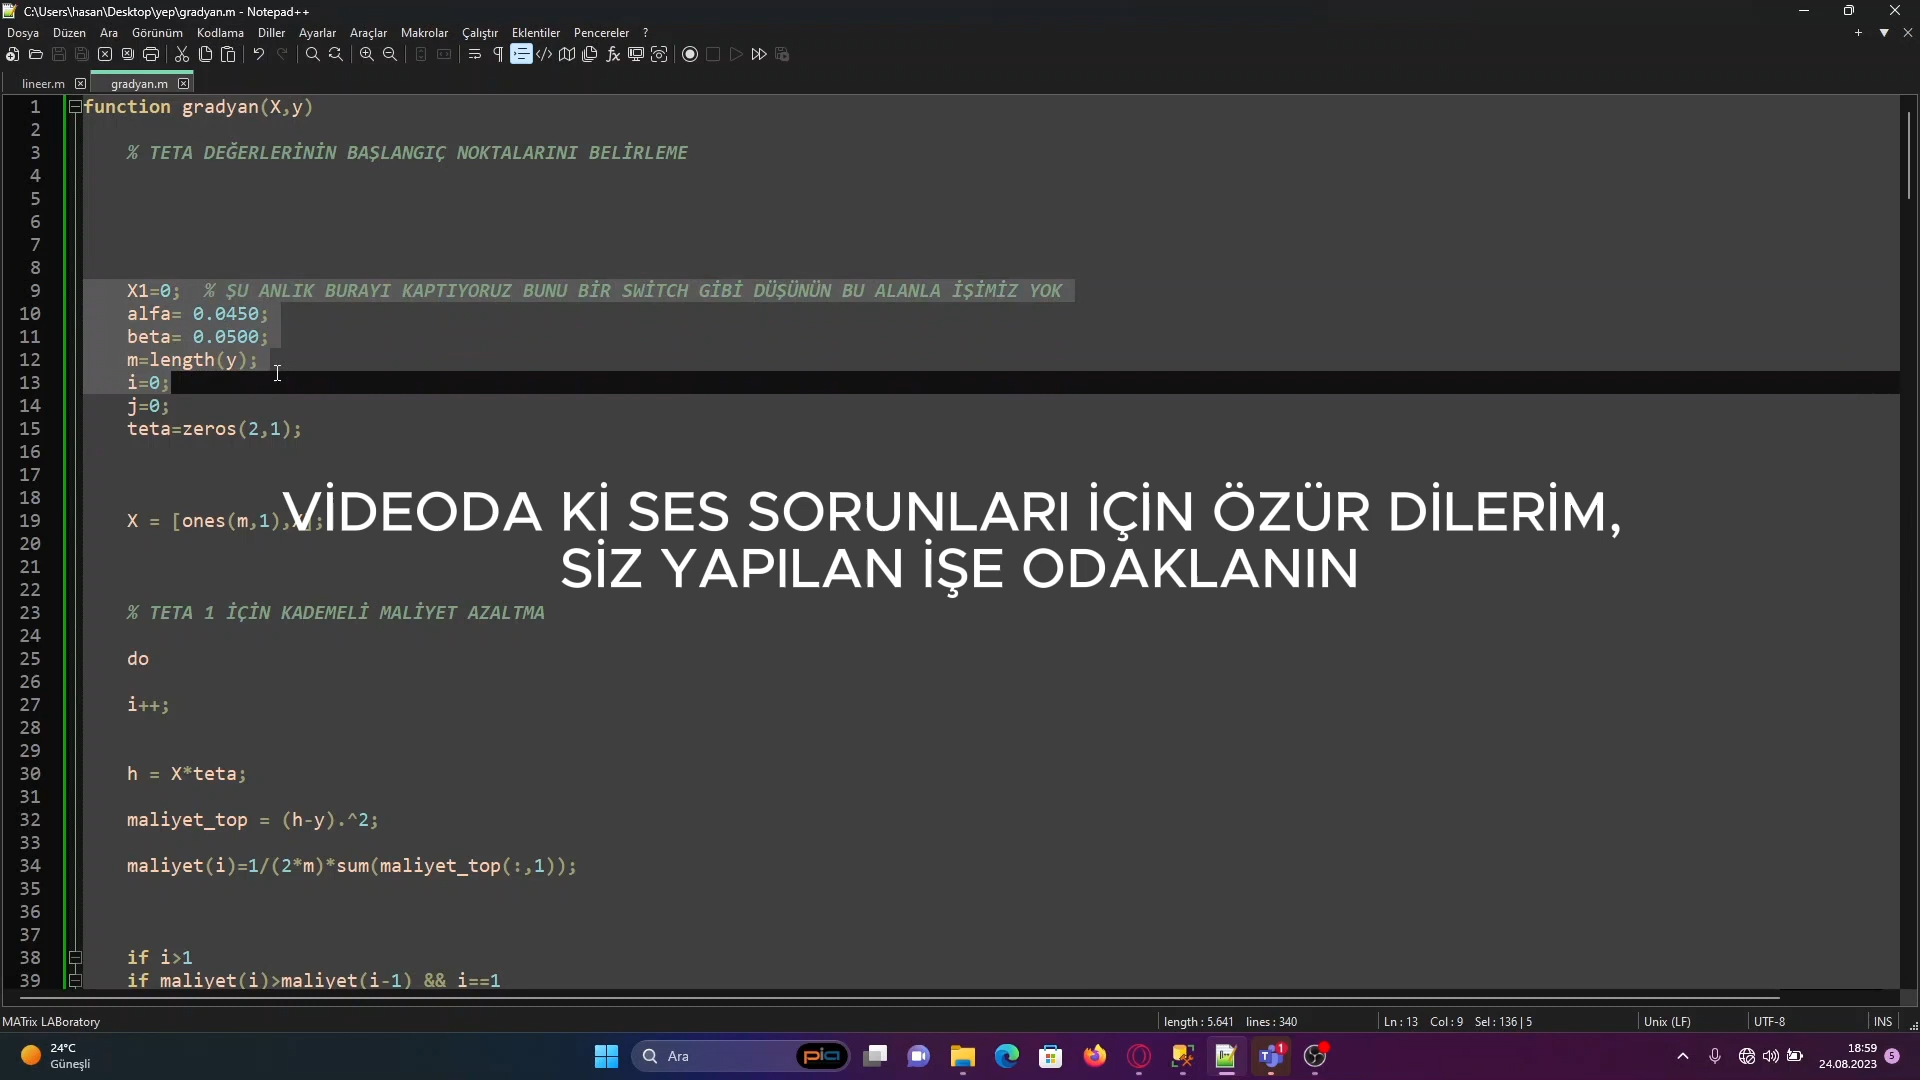 C:\Users\hasan\Desktop\yep\gradyan.m - Notepad++
Dosya Düzen Ara Görünüm Kodlama Diller Ayarlar Araçlar Makrolar Çalıştır Eklentiler Pencereler ?
lineer.m gradyan.m
1 function gradyan(X,y)
2
3 % TETA DEĞERLERİNİN BAŞLANGIÇ NOKTALARINI BELİRLEME
4
5
6
7
8
9 X1=0; % ŞU ANLIK BURAYI KAPTIYORUZ BUNU BİR SWİTCH GİBİ DÜŞÜNÜN BU ALANLA İŞİMİZ YOK
10 alfa= 0.0450;
11 beta= 0.0500;
12 m=length(y);
13 i=0;
14 j=0;
15 teta=zeros(2,1);
16
17
18
19 X = [ones(m,1),X];
VİDEODA Kİ SES SORUNLARI İÇİN ÖZÜR DİLERİM,
SİZ YAPILAN İŞE ODAKLANIN
20
21
22
23 % TETA 1 İÇİN KADEMELİ MALİYET AZALTMA
24
25 do
26
27 i++;
28
29
30 h = X*teta;
31
32 maliyet_top = (h-y).^2;
33
34 maliyet(i)=1/(2*m)*sum(maliyet_top(:,1));
35
36
37
38 if i>1
39 if maliyet(i)>maliyet(i-1) && i==1
MATrix LABoratory length : 5.641 lines : 340 Ln : 13 Col : 9 Sel : 136 | 5 Unix (LF) UTF-8 INS
24°C
Güneşli
Ara
pia
1
18:59
24.08.2023
5